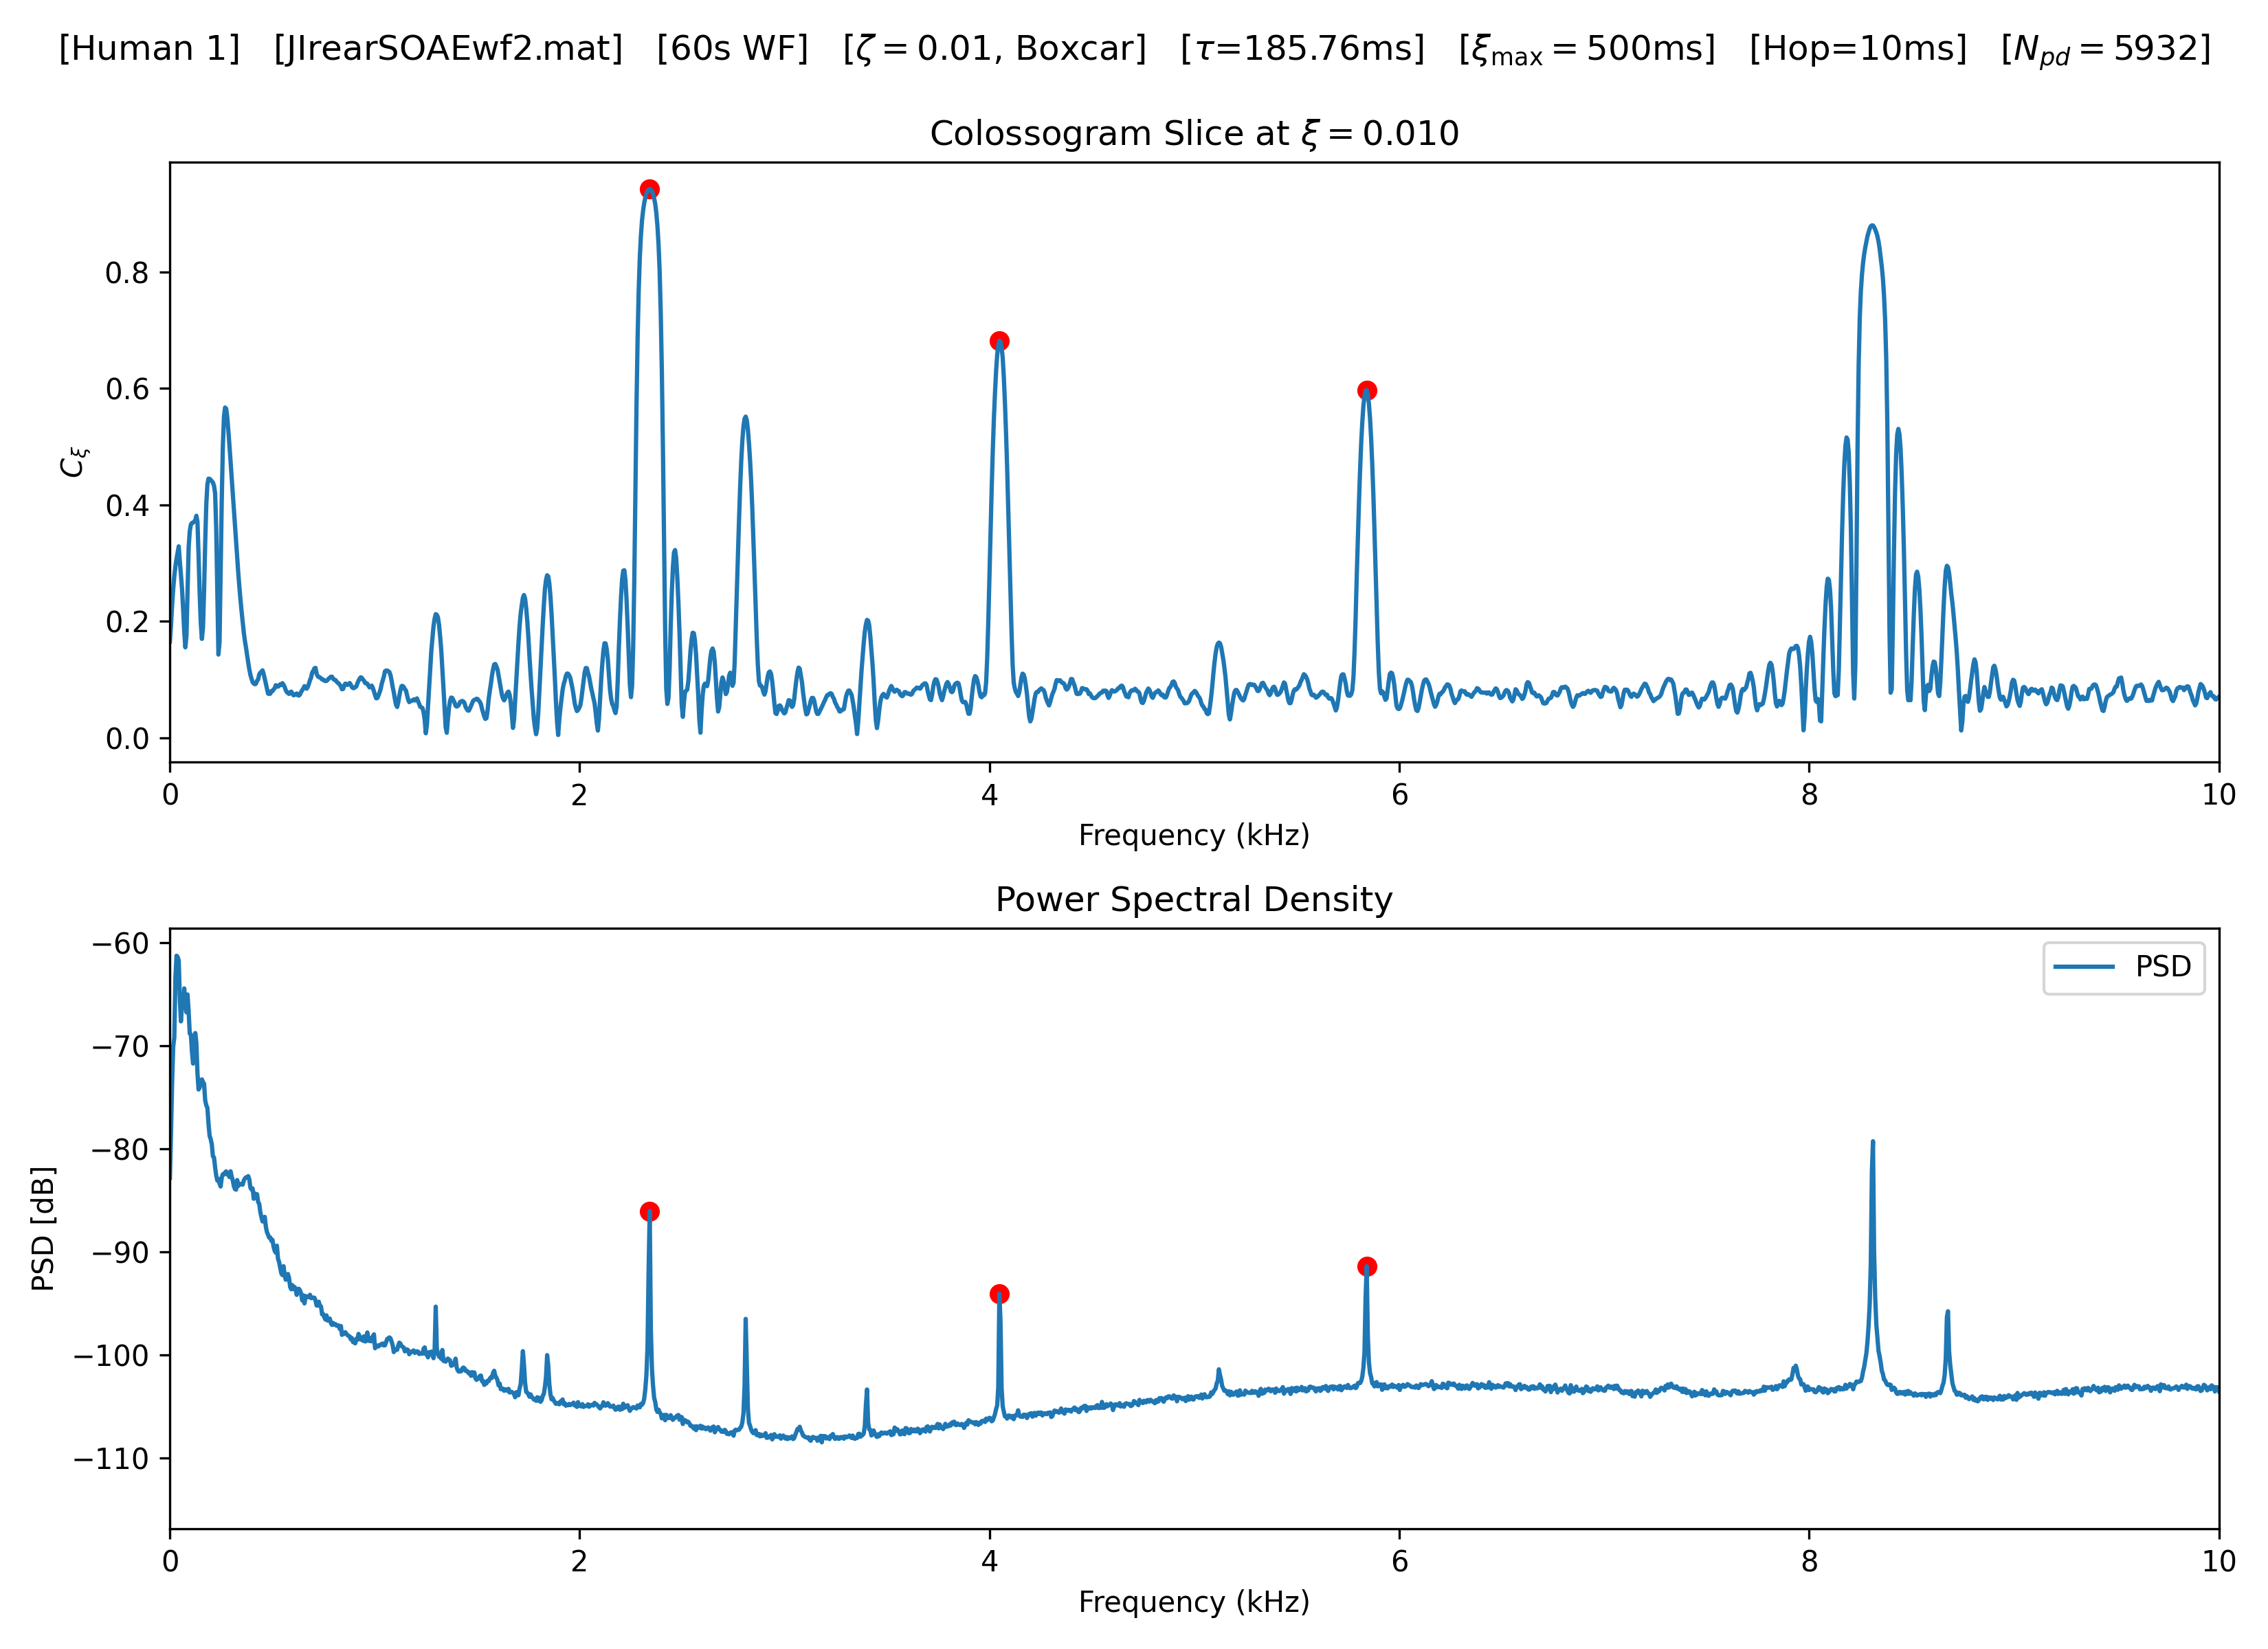 [Human 1] [JIrearSOAEwf2.mat] [60s WF] [ζ = 0.01, Boxcar] [τ=185.76ms] [ξmax = 500ms] [Hop=10ms] [Npd = 5932]
Colossogram Slice at ξ = 0.010
0.8
0.6
0.4
0.2
0.0
Cξ
0 2 4 6 8 10
Frequency (kHz)
Power Spectral Density
−60
−70
−80
−90
−100
−110
PSD [dB]
PSD
0 2 4 6 8 10
Frequency (kHz)